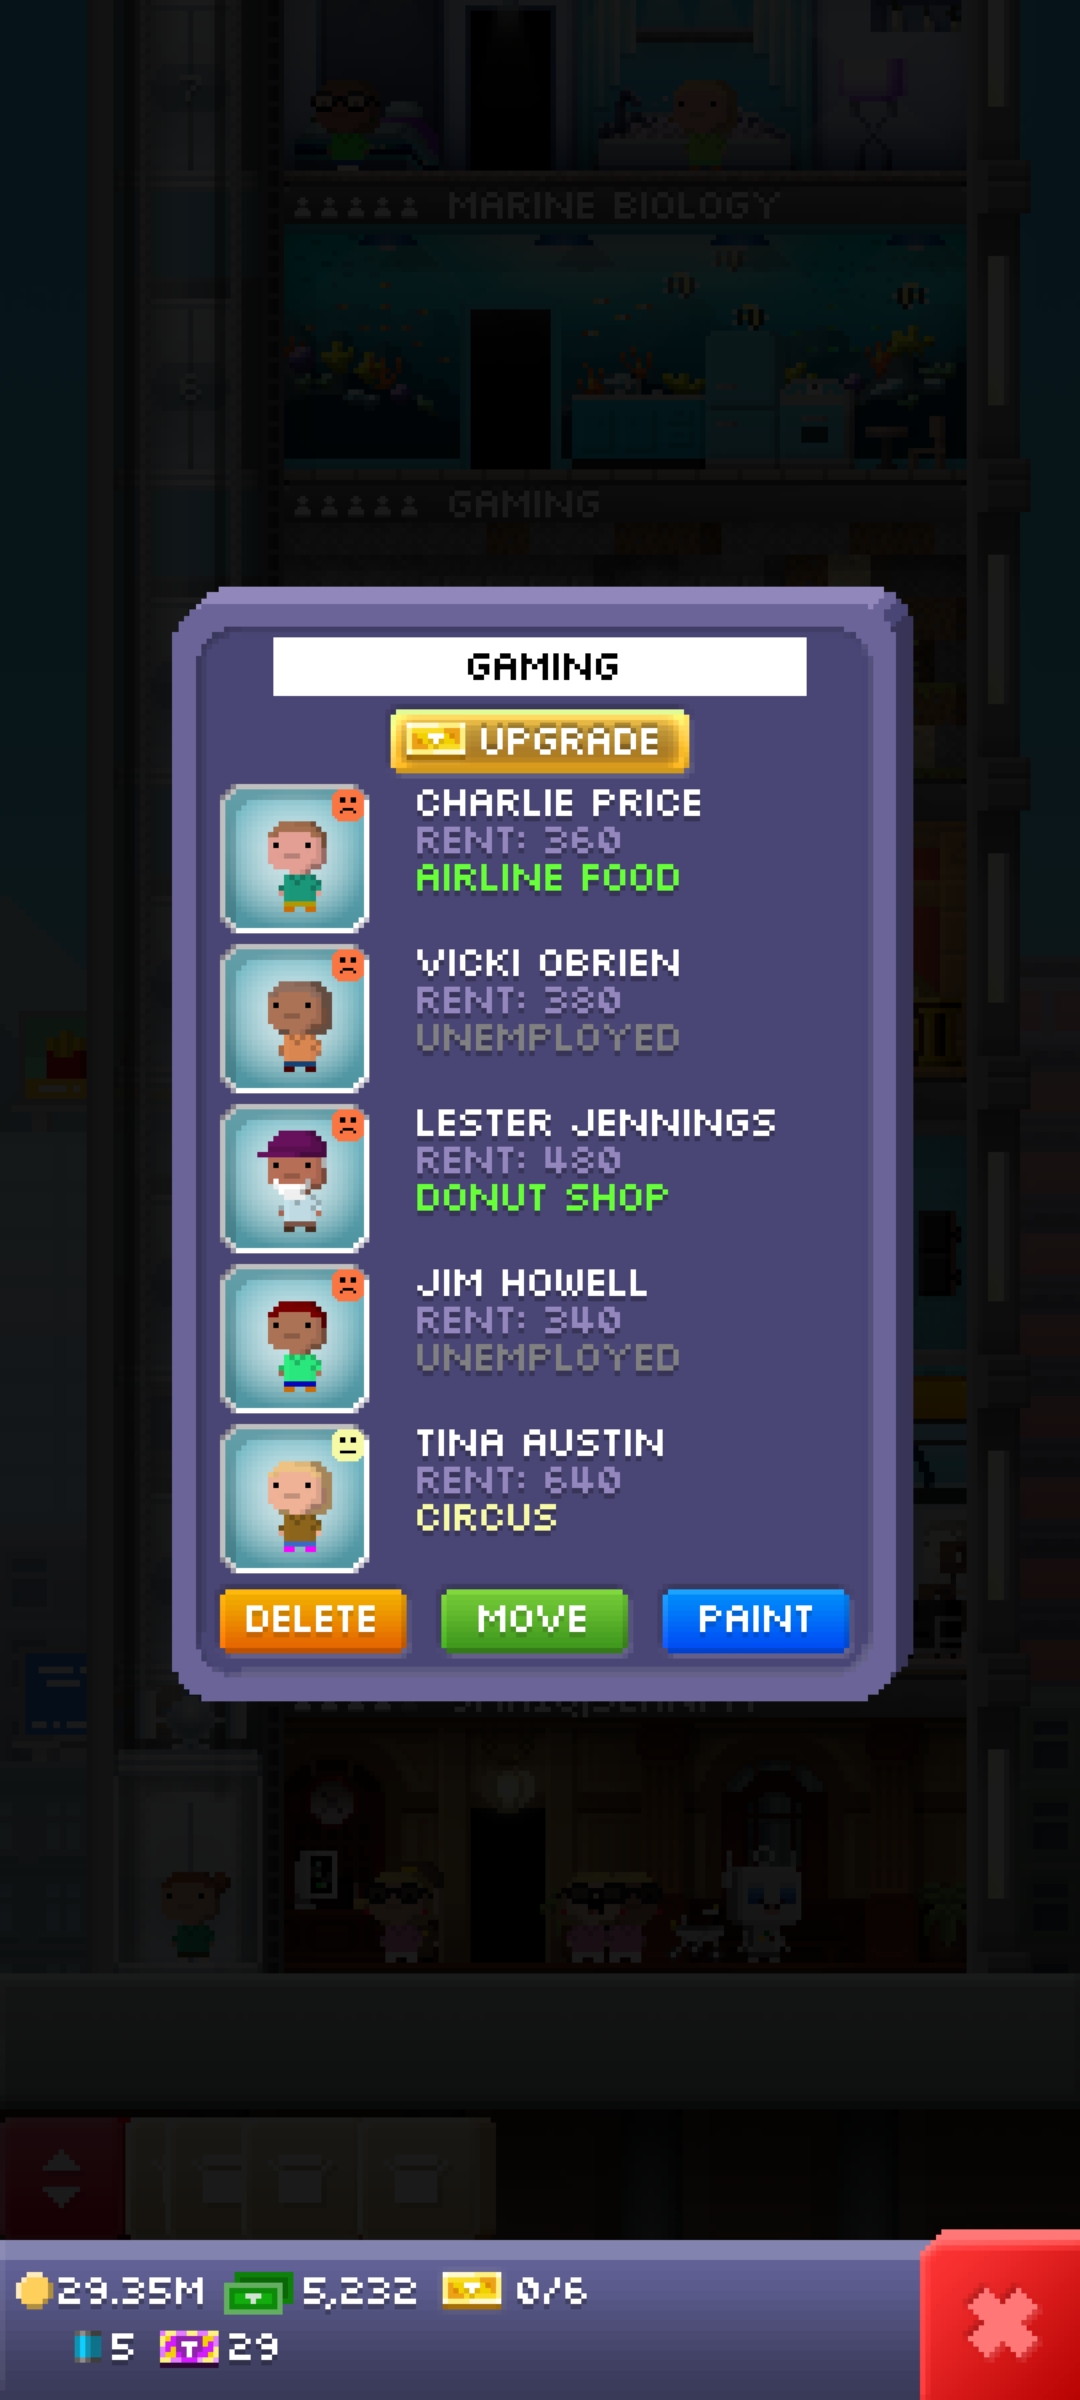 7
MARINE BIOLOGY
6
GAMING
GAMING
UPGRADE
CHARLIE PRICE
RENT: 360
AIRLINE FOOD
VICKI OBRIEN
RENT: 380
UNEMPLOYED
LESTER JENNINGS
RENT: 480
DONUT SHOP
JIM HOWELL
RENT: 340
UNEMPLOYED
TINA AUSTIN
RENT: 640
CIRCUS
DELETE MOVE PAINT
29.35M 5,232 0/6
5 29